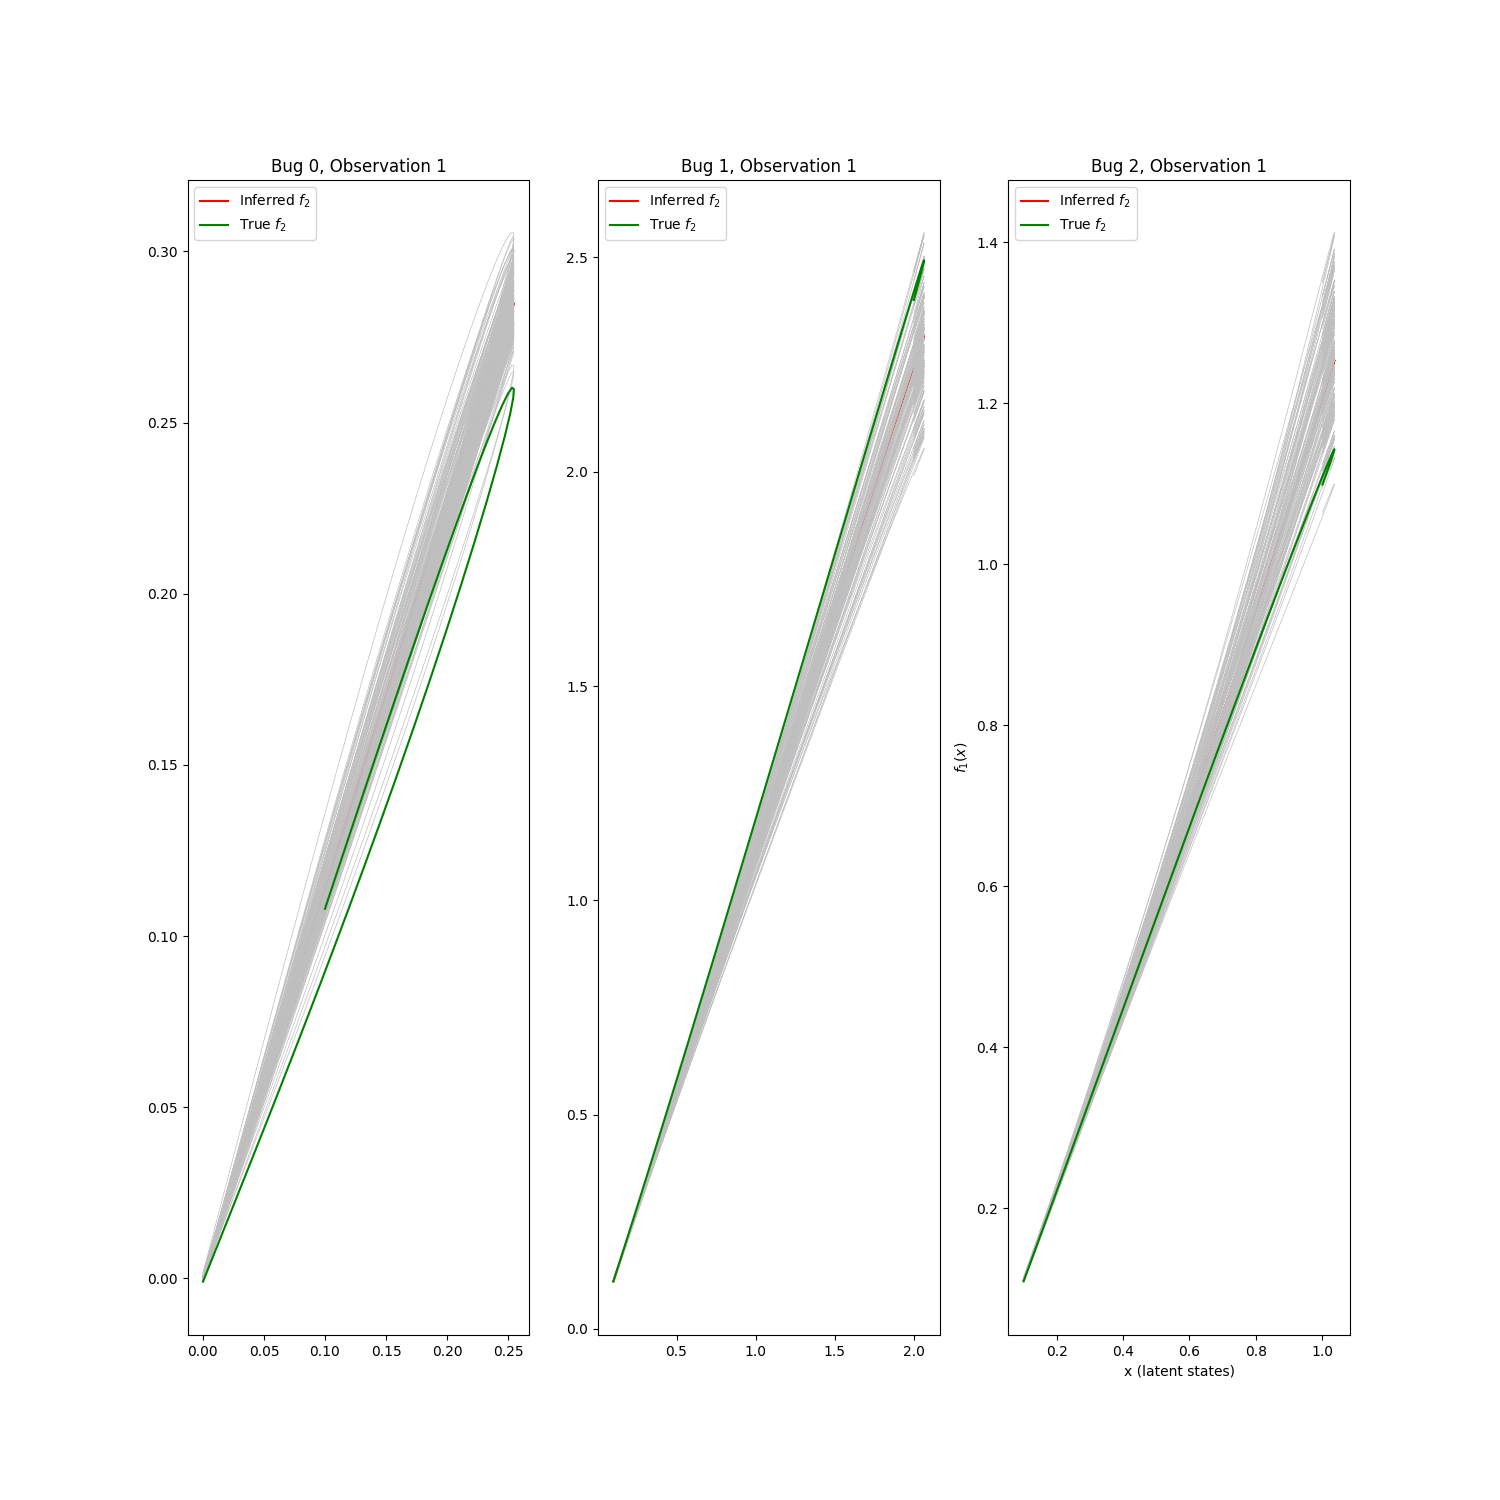 Bug 0, Observation 1
Inferred f₂
True f₂
0.30
0.25
0.20
0.15
0.10
0.05
0.00
0.00 0.05 0.10 0.15 0.20 0.25
Bug 1, Observation 1
Inferred f₂
True f₂
2.5
2.0
1.5
1.0
0.5
0.0
0.5 1.0 1.5 2.0
Bug 2, Observation 1
Inferred f₂
True f₂
f₁(x)
1.4
1.2
1.0
0.8
0.6
0.4
0.2
0.2 0.4 0.6 0.8 1.0
x (latent states)